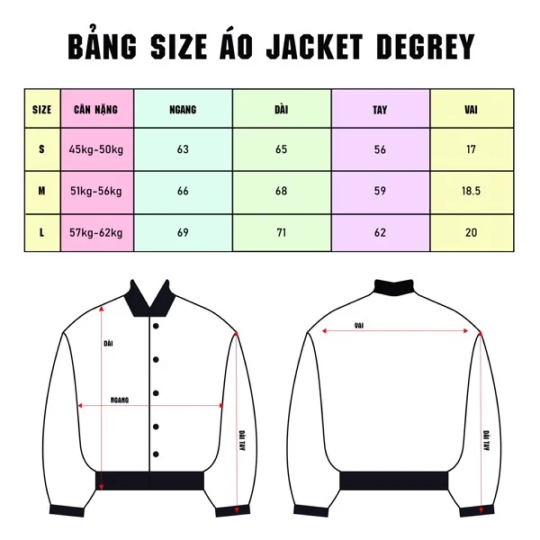 BẢNG SIZE ÁO JACKET DEGREY
SIZE CÂN NẶNG NGANG DÀI TAY VAI
S 45kg-50kg 63 65 56 17
M 51kg-56kg 66 68 59 18.5
L 57kg-62kg 69 71 62 20
VAI
DÀI
NGANG
DÀI TAY
DÀI TAY